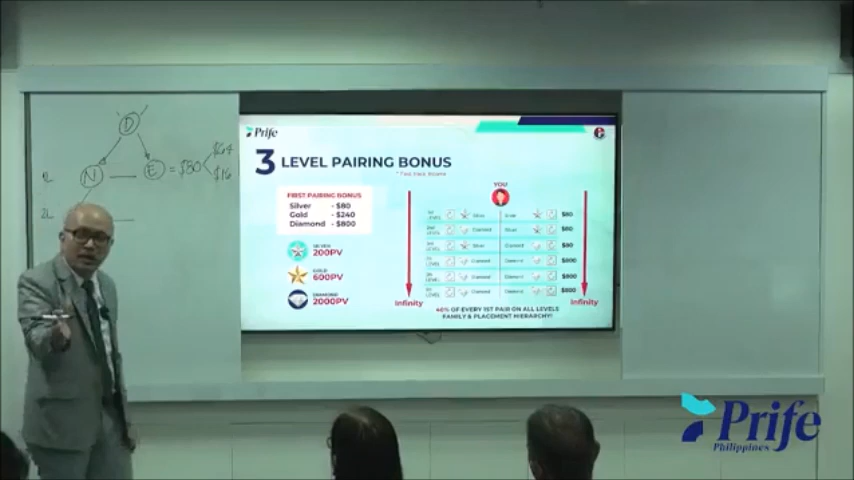 D
1L N E = $80 $64
$16
2L
Prife
3 LEVEL PAIRING BONUS
FIRST PAIRING BONUS
Silver - $80
Gold - $240
Diamond - $800
200PV
GOLD
600PV
DIAMOND
2000PV
YOU
$80
$80
$80
$800
$800
$800
Infinity
Infinity
40% OF EVERY 1ST PAIR ON ALL LEVELS
FAMILY & PLACEMENT HIERARCHY!
Prife
Philippines